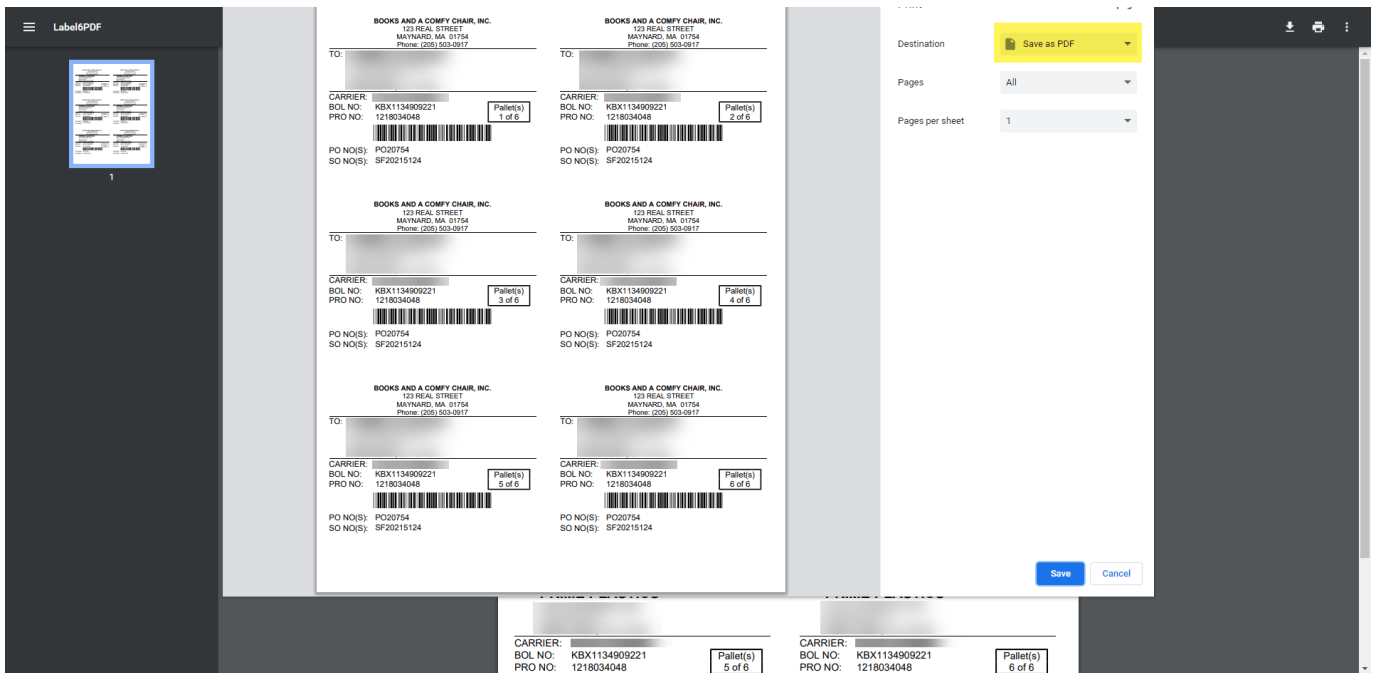 Label6PDF
1
BOOKS AND A COMFY CHAIR, INC.
123 REAL STREET
MAYNARD, MA 01754
Phone: (205) 503-0917
TO:
CARRIER:
BOL NO: KBX1134909221
PRO NO: 1218034048
Pallet(s)
1 of 6
PO NO(S): PO20754
SO NO(S): SF20215124
BOOKS AND A COMFY CHAIR, INC.
123 REAL STREET
MAYNARD, MA 01754
Phone: (205) 503-0917
TO:
CARRIER:
BOL NO: KBX1134909221
PRO NO: 1218034048
Pallet(s)
2 of 6
PO NO(S): PO20754
SO NO(S): SF20215124
BOOKS AND A COMFY CHAIR, INC.
123 REAL STREET
MAYNARD, MA 01754
Phone: (205) 503-0917
TO:
CARRIER:
BOL NO: KBX1134909221
PRO NO: 1218034048
Pallet(s)
3 of 6
PO NO(S): PO20754
SO NO(S): SF20215124
BOOKS AND A COMFY CHAIR, INC.
123 REAL STREET
MAYNARD, MA 01754
Phone: (205) 503-0917
TO:
CARRIER:
BOL NO: KBX1134909221
PRO NO: 1218034048
Pallet(s)
4 of 6
PO NO(S): PO20754
SO NO(S): SF20215124
BOOKS AND A COMFY CHAIR, INC.
123 REAL STREET
MAYNARD, MA 01754
Phone: (205) 503-0917
TO:
CARRIER:
BOL NO: KBX1134909221
PRO NO: 1218034048
Pallet(s)
5 of 6
PO NO(S): PO20754
SO NO(S): SF20215124
BOOKS AND A COMFY CHAIR, INC.
123 REAL STREET
MAYNARD, MA 01754
Phone: (205) 503-0917
TO:
CARRIER:
BOL NO: KBX1134909221
PRO NO: 1218034048
Pallet(s)
6 of 6
PO NO(S): PO20754
SO NO(S): SF20215124
Destination Save as PDF
Pages All
Pages per sheet 1
Save Cancel
CARRIER:
BOL NO: KBX1134909221
PRO NO: 1218034048
Pallet(s)
5 of 6
CARRIER:
BOL NO: KBX1134909221
PRO NO: 1218034048
Pallet(s)
6 of 6